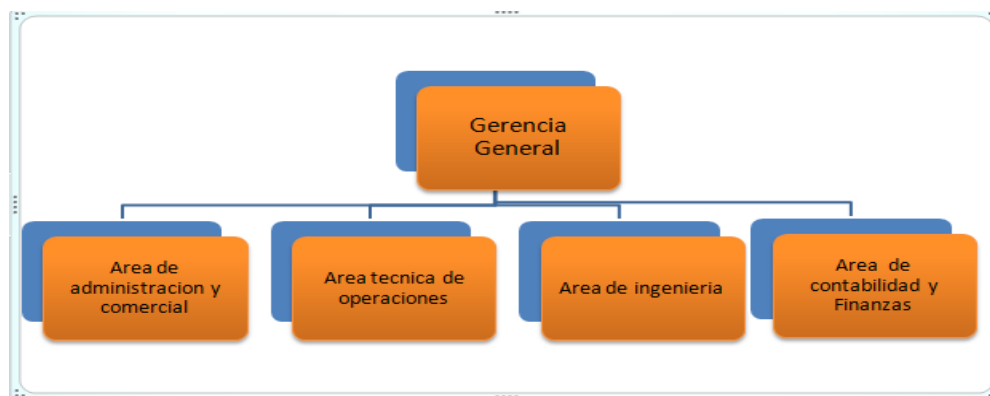 Gerencia
General
Area de
administracion y
comercial
Area tecnica de
operaciones
Area de ingenieria
Area de
contabilidad y
Finanzas